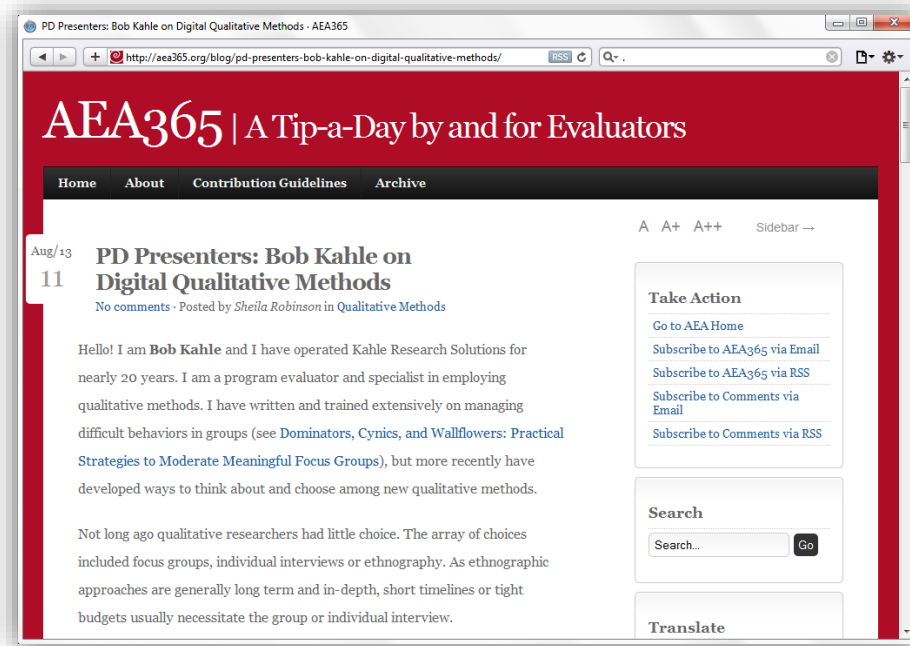 PD Presenters: Bob Kahle on Digital Qualitative Methods · AEA365
http://aea365.org/blog/pd-presenters-bob-kahle-on-digital-qualitative-methods/ RSS .
AEA365 | A Tip-a-Day by and for Evaluators
Home About Contribution Guidelines Archive
A A+ A++ Sidebar →
Aug/13
11
PD Presenters: Bob Kahle on
Digital Qualitative Methods
No comments · Posted by Sheila Robinson in Qualitative Methods
Hello! I am Bob Kahle and I have operated Kahle Research Solutions for
nearly 20 years. I am a program evaluator and specialist in employing
qualitative methods. I have written and trained extensively on managing
difficult behaviors in groups (see Dominators, Cynics, and Wallflowers: Practical
Strategies to Moderate Meaningful Focus Groups), but more recently have
developed ways to think about and choose among new qualitative methods.
Not long ago qualitative researchers had little choice. The array of choices
included focus groups, individual interviews or ethnography. As ethnographic
approaches are generally long term and in-depth, short timelines or tight
budgets usually necessitate the group or individual interview.
Take Action
Go to AEA Home
Subscribe to AEA365 via Email
Subscribe to AEA365 via RSS
Subscribe to Comments via
Email
Subscribe to Comments via RSS
Search
Search... Go
Translate